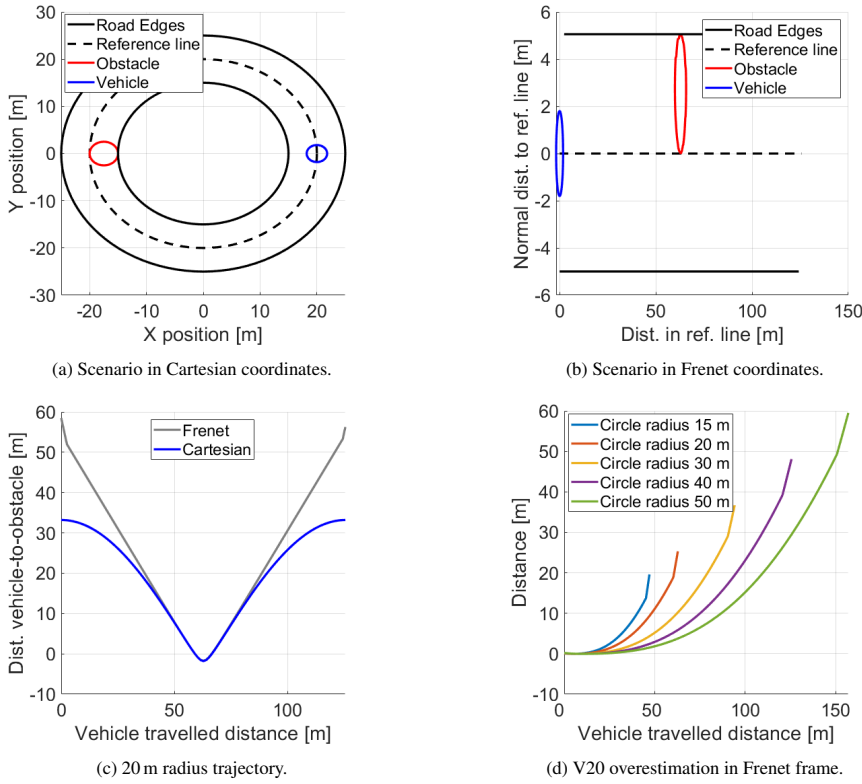 Road Edges
Reference line
Obstacle
Vehicle
30
20
10
0
-10
-20
30
Y position [m]
-20 -10 0 10 20
X position [m]
(a) Scenario in Cartesian coordinates.
Road Edges
Reference line
Obstacle
Vehicle
6
4
2
0
-2
-4
-6
Normal dist. to ref. line [m]
0 50 100 150
Dist. in ref. line [m]
(b) Scenario in Frenet coordinates.
Frenet
Cartesian
60
50
40
30
20
10
0
-10
Dist. vehicle-to-obstacle [m]
0 50 100
Vehicle travelled distance [m]
(c) 20 m radius trajectory.
Circle radius 15 m
Circle radius 20 m
Circle radius 30 m
Circle radius 40 m
Circle radius 50 m
60
50
40
30
20
10
0
-10
Distance [m]
0 50 100 150
Vehicle travelled distance [m]
(d) V20 overestimation in Frenet frame.